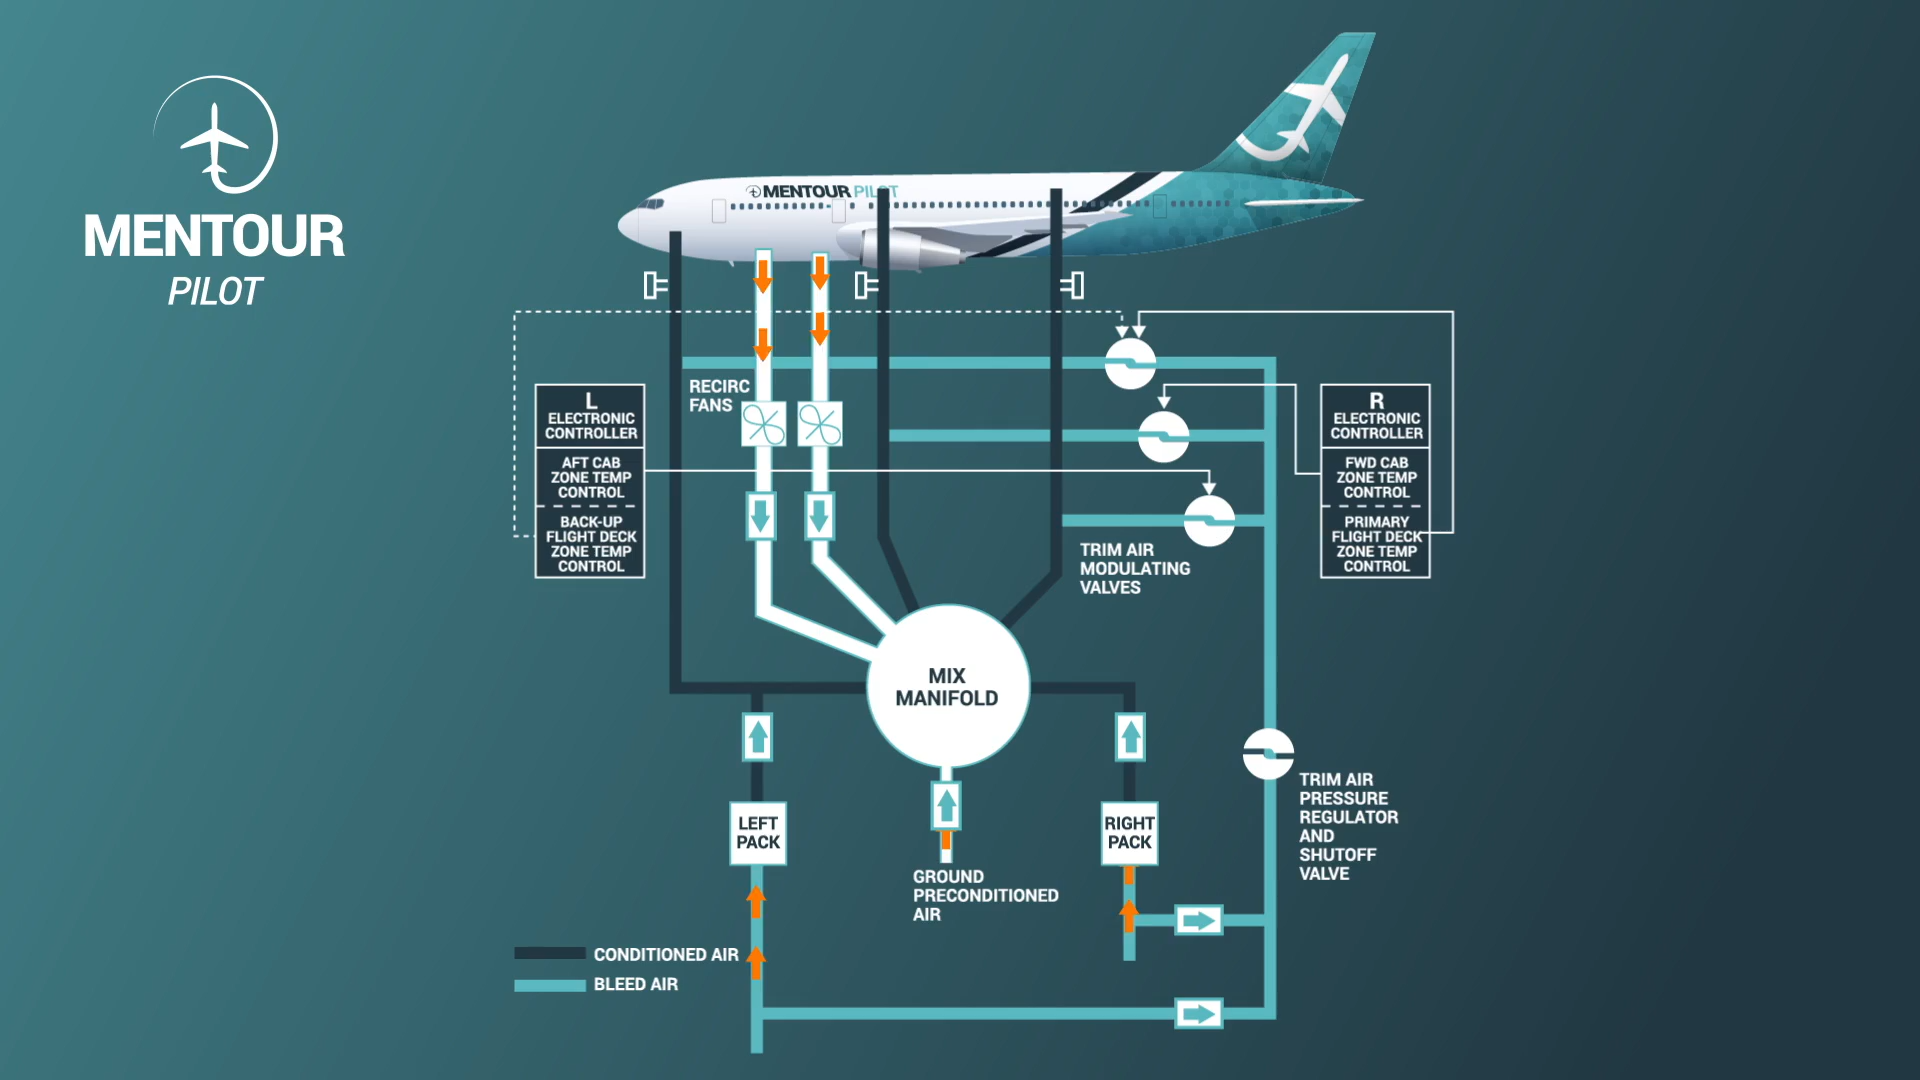 MENTOUR
PILOT
MENTOUR PILOT
RECIRC
FANS
L
ELECTRONIC
CONTROLLER
AFT CAB
ZONE TEMP
CONTROL
BACK-UP
FLIGHT DECK
ZONE TEMP
CONTROL
R
ELECTRONIC
CONTROLLER
FWD CAB
ZONE TEMP
CONTROL
PRIMARY
FLIGHT DECK
ZONE TEMP
CONTROL
TRIM AIR
MODULATING
VALVES
MIX
MANIFOLD
LEFT
PACK
RIGHT
PACK
TRIM AIR
PRESSURE
REGULATOR
AND
SHUTOFF
VALVE
GROUND
PRECONDITIONED
AIR
CONDITIONED AIR
BLEED AIR